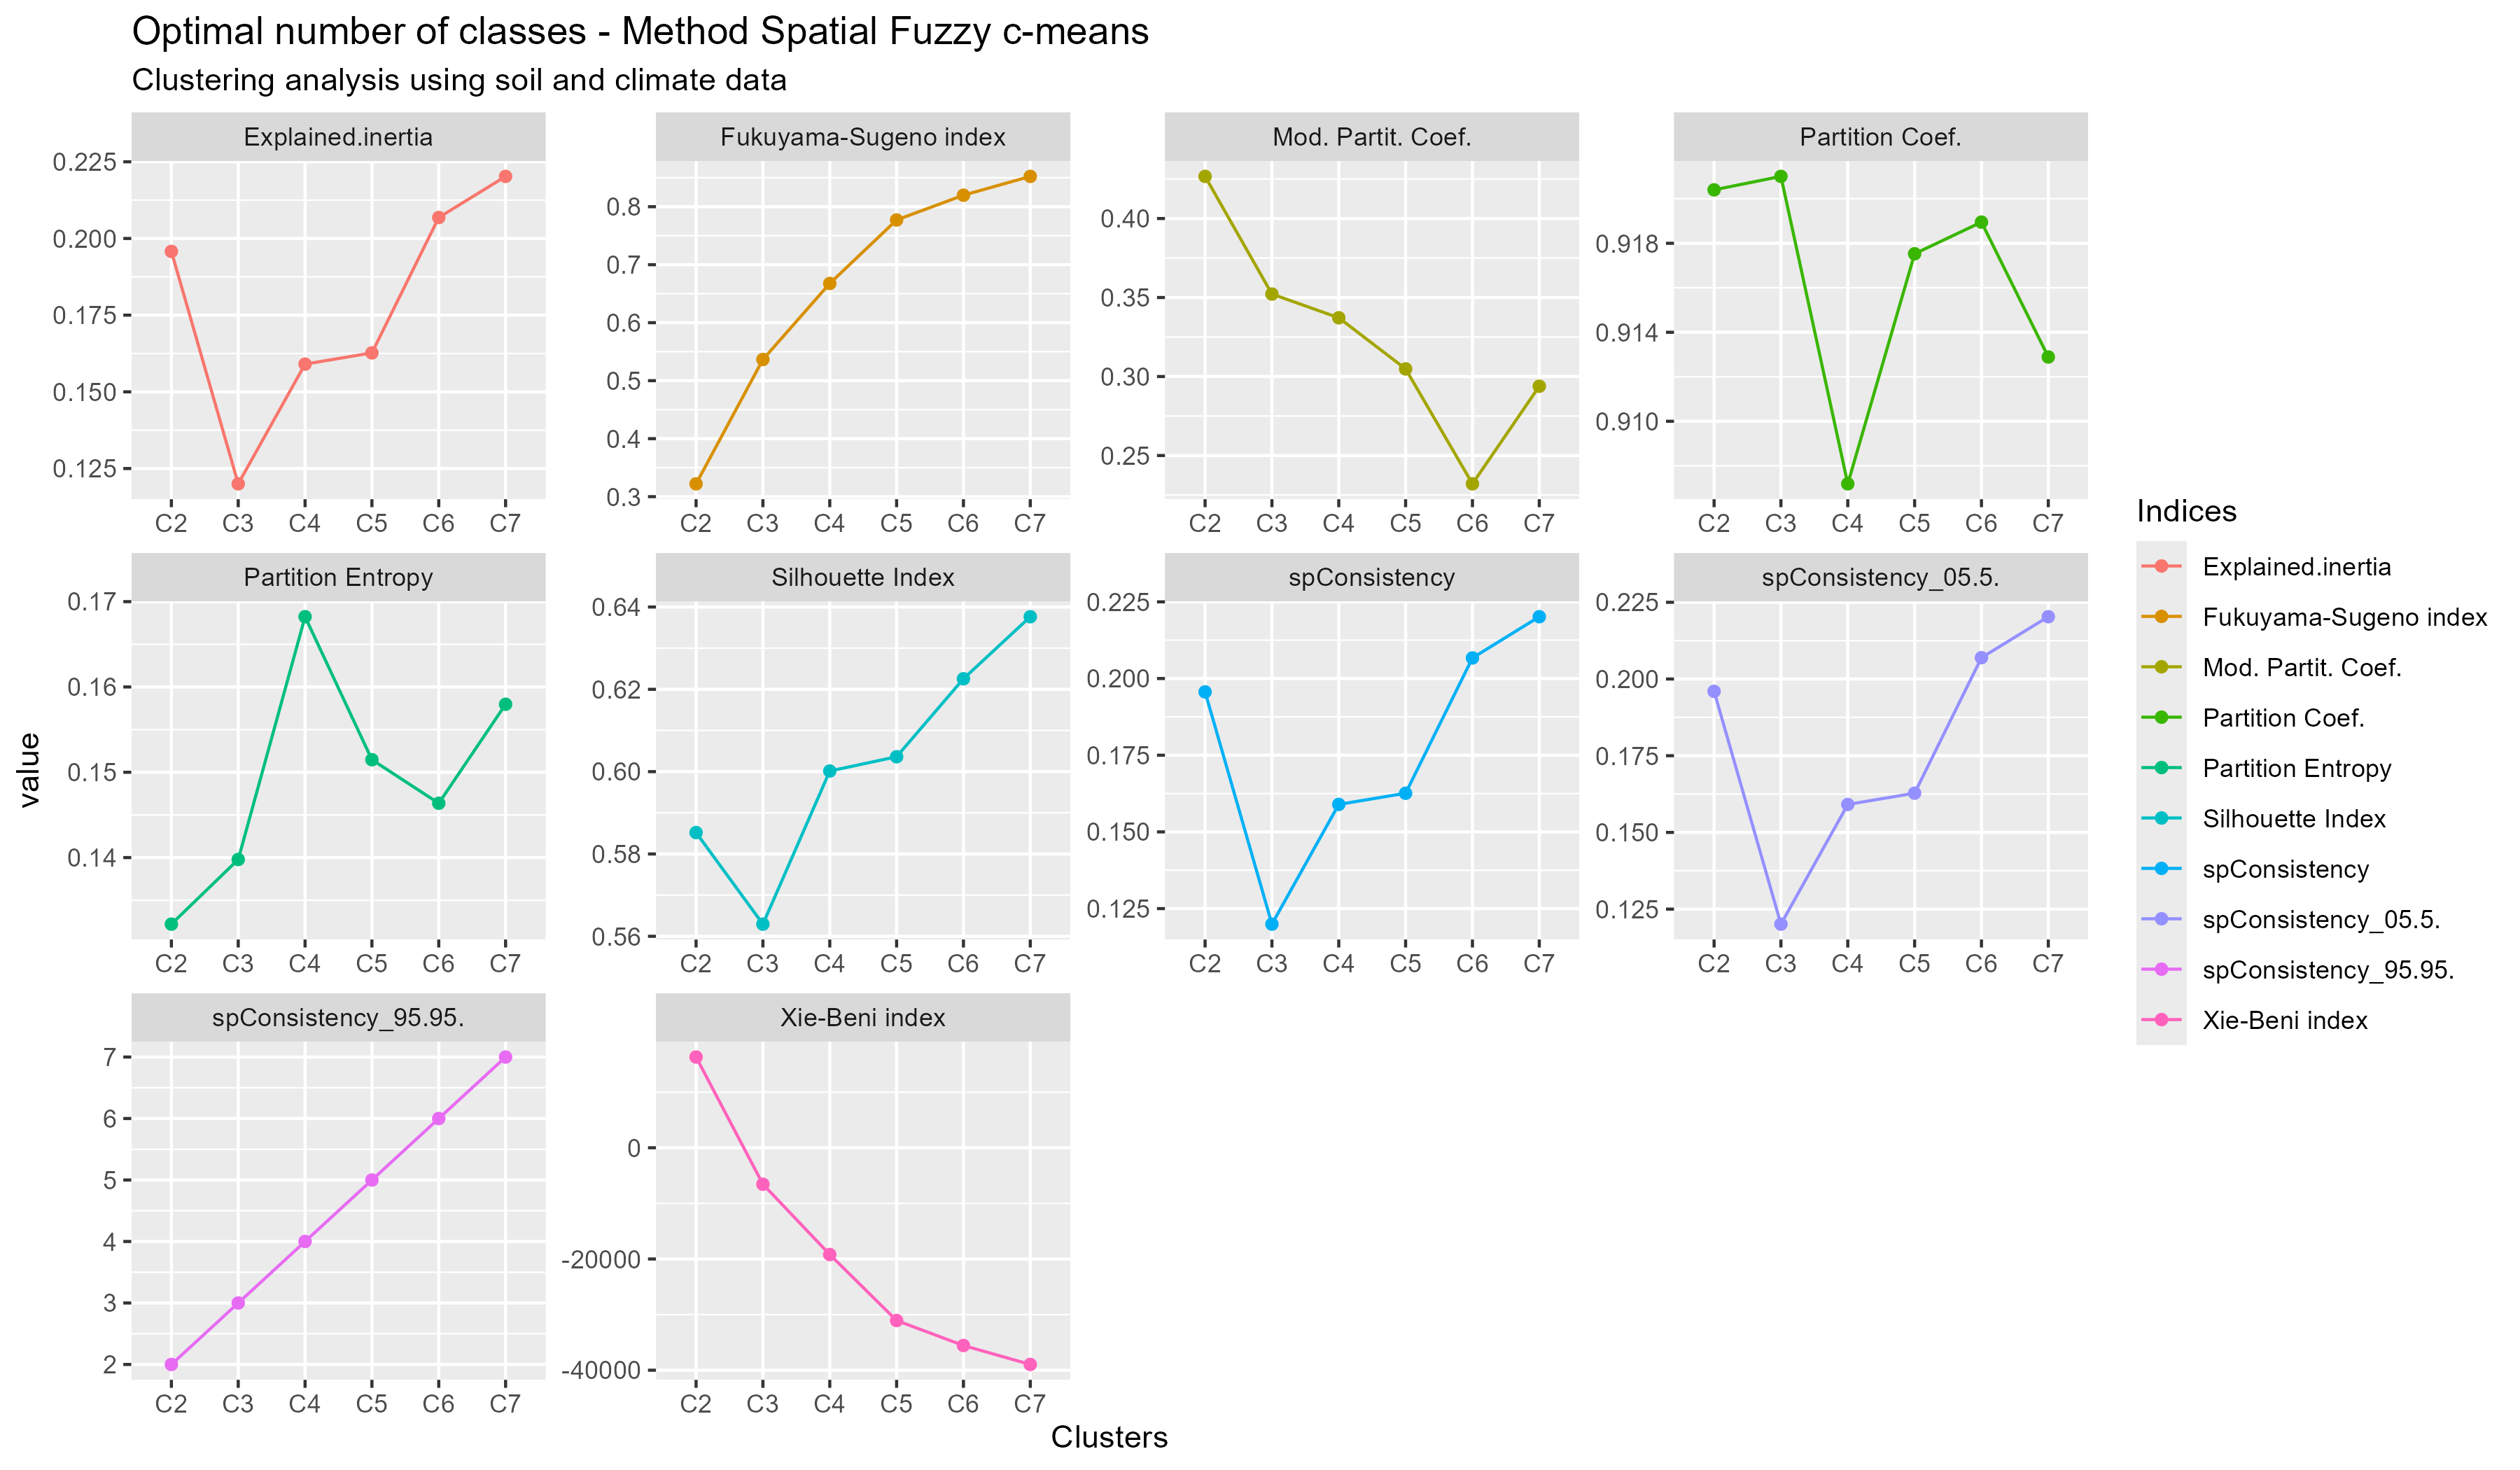 Optimal number of classes - Method Spatial Fuzzy c-means
Clustering analysis using soil and climate data
Explained.inertia
0.225
0.200
0.175
0.150
0.125
C2 C3 C4 C5 C6 C7
Fukuyama-Sugeno index
0.8
0.7
0.6
0.5
0.4
0.3
C2 C3 C4 C5 C6 C7
Mod. Partit. Coef.
0.40
0.35
0.30
0.25
C2 C3 C4 C5 C6 C7
Partition Coef.
0.918
0.914
0.910
C2 C3 C4 C5 C6 C7
value
Partition Entropy
0.17
0.16
0.15
0.14
C2 C3 C4 C5 C6 C7
Silhouette Index
0.64
0.62
0.60
0.58
0.56
C2 C3 C4 C5 C6 C7
spConsistency
0.225
0.200
0.175
0.150
0.125
C2 C3 C4 C5 C6 C7
spConsistency_05.5.
0.225
0.200
0.175
0.150
0.125
C2 C3 C4 C5 C6 C7
spConsistency_95.95.
7
6
5
4
3
2
C2 C3 C4 C5 C6 C7
Xie-Beni index
0
-20000
-40000
C2 C3 C4 C5 C6 C7
Clusters
Indices
Explained.inertia
Fukuyama-Sugeno index
Mod. Partit. Coef.
Partition Coef.
Partition Entropy
Silhouette Index
spConsistency
spConsistency_05.5.
spConsistency_95.95.
Xie-Beni index